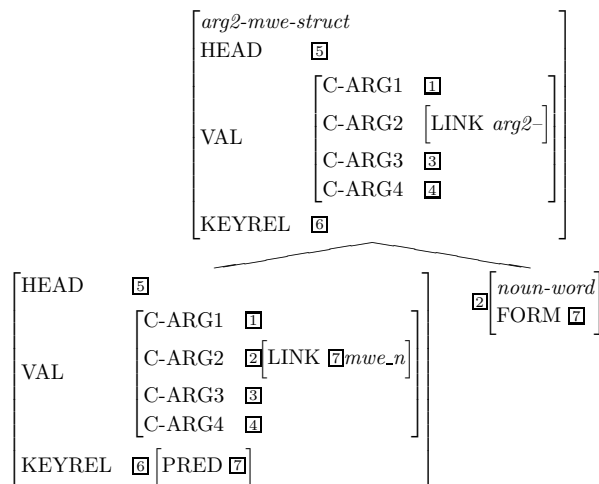 arg2-mwe-struct
HEAD 5
VAL
C-ARG1 1
C-ARG2 [LINK arg2–]
C-ARG3 3
C-ARG4 4
KEYREL 6
HEAD 5
VAL
C-ARG1 1
C-ARG2 2[LINK 7mwe_n]
C-ARG3 3
C-ARG4 4
KEYREL 6[PRED 7]
2
noun-word
FORM 7